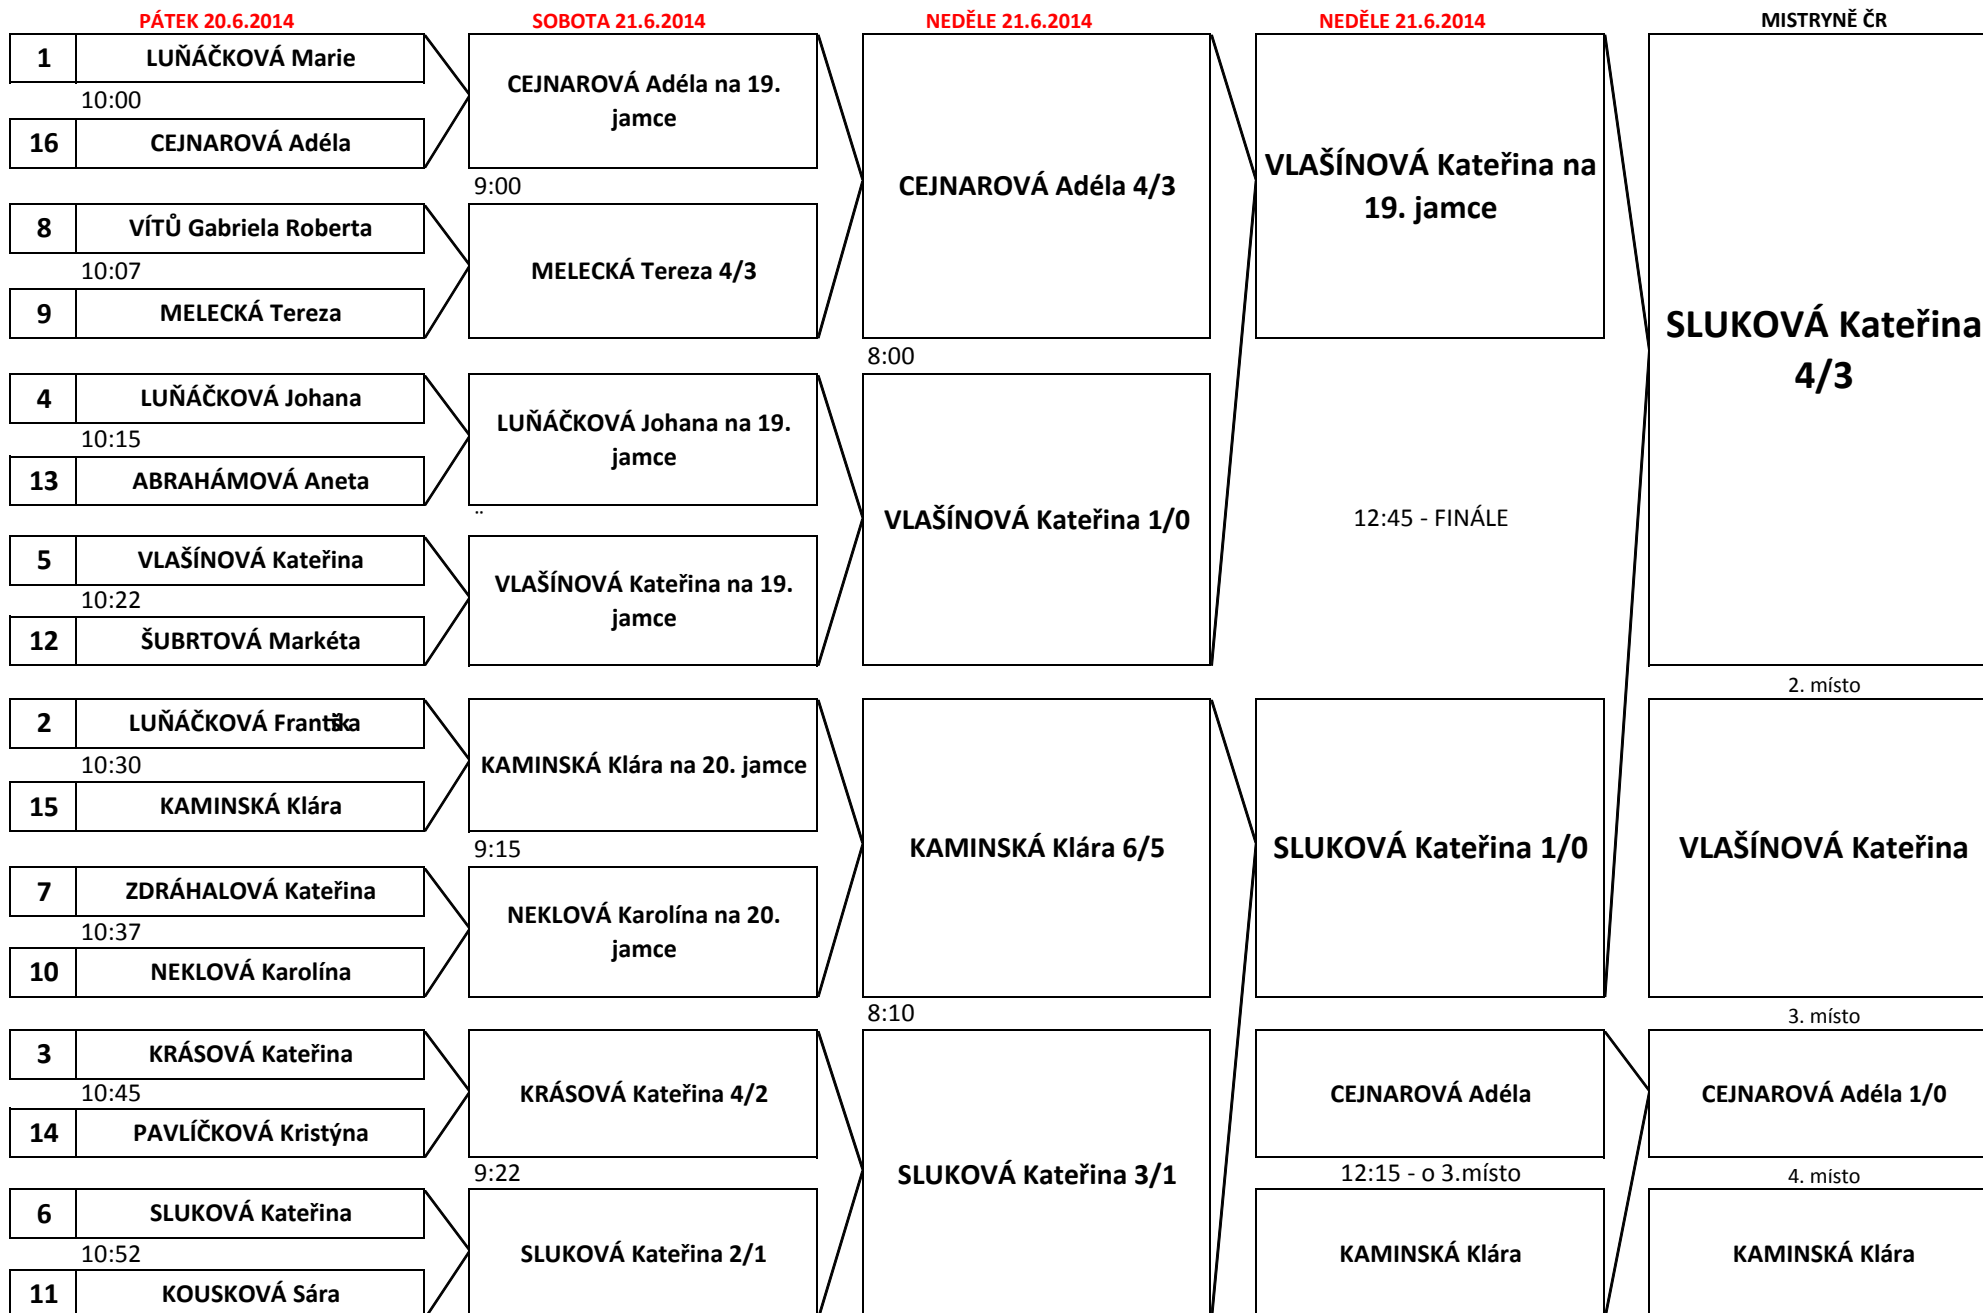 PÁTEK 20.6.2014
SOBOTA 21.6.2014
NEDĚLE 21.6.2014
NEDĚLE 21.6.2014
MISTRYNĚ ČR
1 LUŇÁČKOVÁ Marie
10:00
16 CEJNAROVÁ Adéla
8 VÍTŮ Gabriela Roberta
10:07
9 MELECKÁ Tereza
4 LUŇÁČKOVÁ Johana
10:15
13 ABRAHÁMOVÁ Aneta
5 VLAŠÍNOVÁ Kateřina
10:22
12 ŠUBRTOVÁ Markéta
2 LUŇÁČKOVÁ
10:30
15 KAMINSKÁ Klára
7 ZDRÁHALOVÁ Kateřina
10:37
10 NEKLOVÁ Karolína
3 KRÁSOVÁ Kateřina
10:45
14 PAVLÍČKOVÁ Kristýna
6 SLUKOVÁ Kateřina
10:52
11 KOUSKOVÁ Sára
CEJNAROVÁ Adéla na 19.
jamce
9:00
MELECKÁ Tereza 4/3
LUŇÁČKOVÁ Johana na 19.
jamce
¨
VLAŠÍNOVÁ Kateřina na 19.
jamce
KAMINSKÁ Klára na 20. jamce
9:15
NEKLOVÁ Karolína na 20.
jamce
KRÁSOVÁ Kateřina 4/2
9:22
SLUKOVÁ Kateřina 2/1
CEJNAROVÁ Adéla 4/3
8:00
VLAŠÍNOVÁ Kateřina 1/0
KAMINSKÁ Klára 6/5
8:10
SLUKOVÁ Kateřina 3/1
VLAŠÍNOVÁ Kateřina na
19. jamce
12:45 - FINÁLE
SLUKOVÁ Kateřina 1/0
CEJNAROVÁ Adéla
12:15 - o 3.místo
KAMINSKÁ Klára
SLUKOVÁ Kateřina
4/3
2. místo
VLAŠÍNOVÁ Kateřina
3. místo
CEJNAROVÁ Adéla 1/0
4. místo
KAMINSKÁ Klára